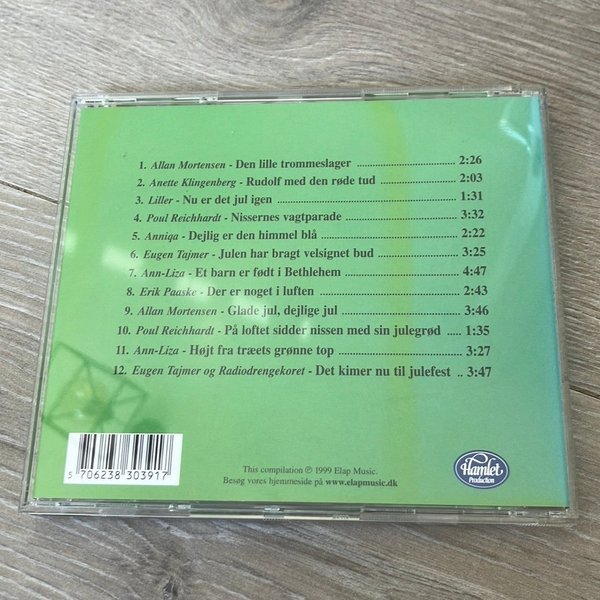 1. Allan Mortensen - Den lille trommeslager .......................... 2:26
2. Anette Klingenberg - Rudolf med den røde tud .................... 2:03
3. Liller - Nu er det jul igen .................................................. 1:31
4. Poul Reichhardt - Nissernes vagtparade ............................ 3:32
5. Anniqa - Dejlig er den himmel blå ..................................... 2:22
6. Eugen Tajmer - Julen har bragt velsignet bud ................... 3:25
7. Ann-Liza - Et barn er født i Bethlehem .............................. 4:47
8. Erik Paaske - Der er noget i luften .................................... 2:43
9. Allan Mortensen - Glade jul, dejlige jul ............................. 3:46
10. Poul Reichhardt - På loftet sidder nissen med sin julegrød .. 1:35
11. Ann-Liza - Højt fra træets grønne top ............................... 3:27
12. Eugen Tajmer og Radiodrengekoret - Det kimer nu til julefest .. 3:47
5 706238 303917
This compilation ℗ 1999 Elap Music.
Besøg vores hjemmeside på www.elapmusic.dk
Hamlet
Production